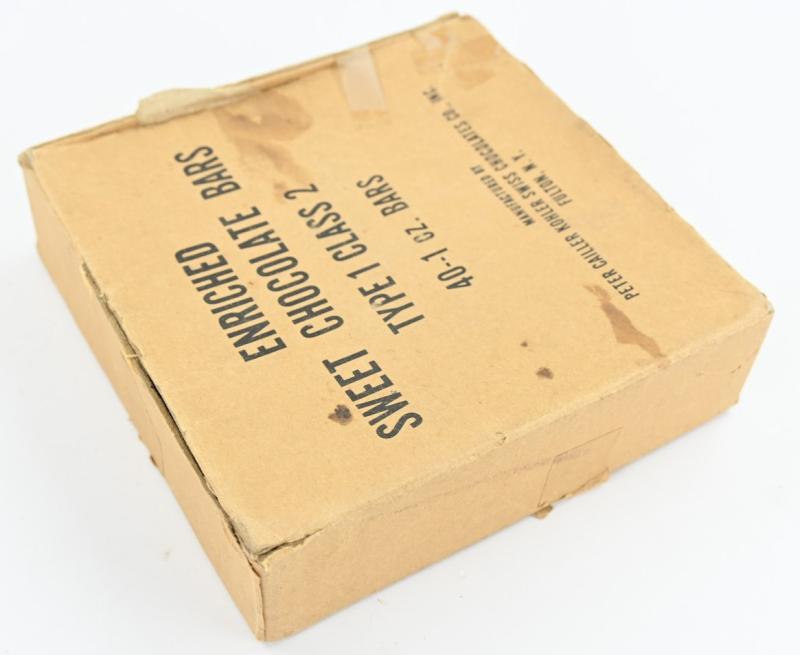 ENRICHED
SWEET CHOCOLATE BARS
TYPE 1 CLASS 2
40-1 CZ. BARS
MANUFACTURED BY
PETER CAILLER KOHLER SWISS CHOCOLATES CO., INC.
FULTON, N. Y.